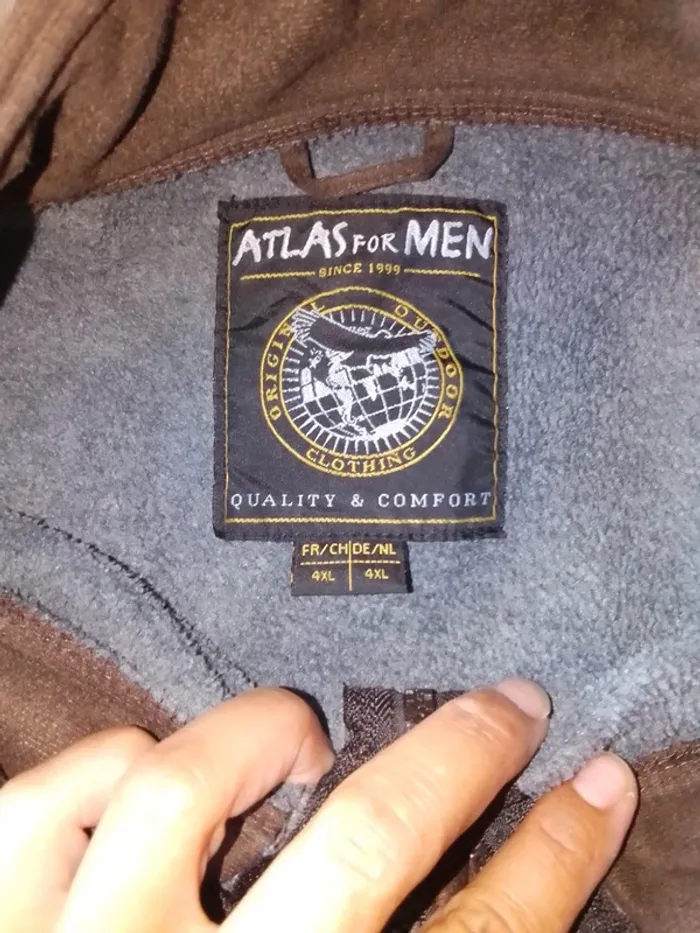 ATLAS FOR MEN
SINCE 1999
ORIGINAL OUTDOOR
CLOTHING
QUALITY & COMFORT
FR/CH DE/NL
4XL 4XL